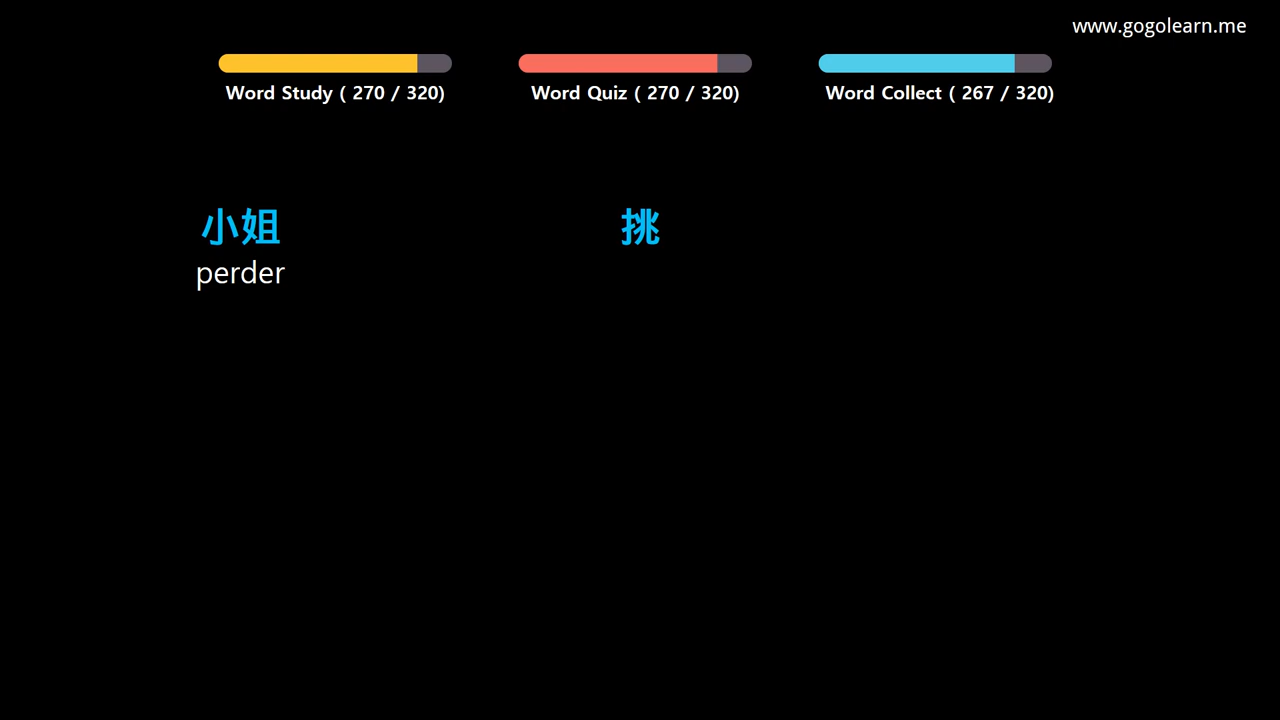 www.gogolearn.me
Word Study ( 270 / 320)
Word Quiz ( 270 / 320)
Word Collect ( 267 / 320)
小姐
perder
挑